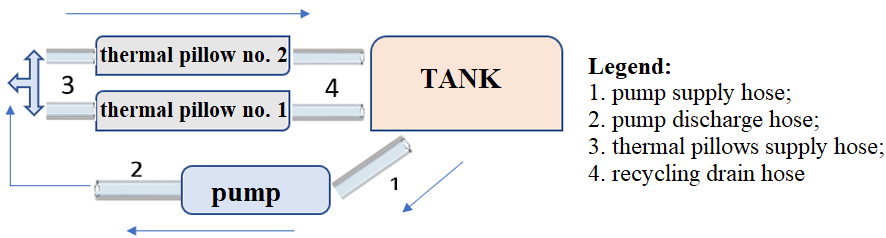 thermal pillow no. 2
3
4
thermal pillow no. 1
TANK
2
pump
1
Legend:
1. pump supply hose;
2. pump discharge hose;
3. thermal pillows supply hose;
4. recycling drain hose